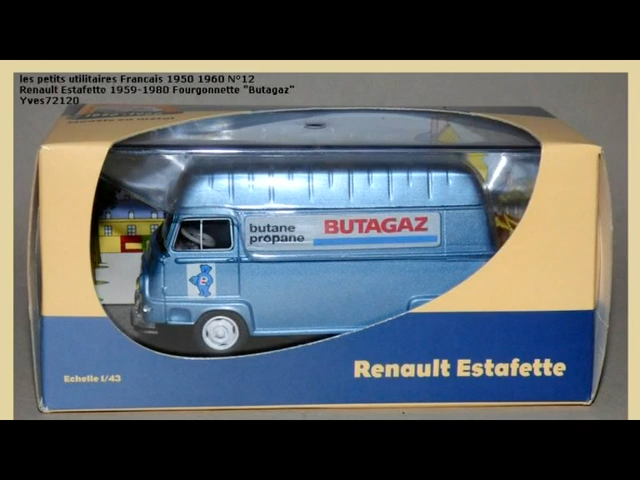 les petits utilitaires Francais 1950 1960 N°12
Renault Estafette 1959-1980 Fourgonnette "Butagaz"
Yves72120
butane
propane
BUTAGAZ
Echelle 1/43
Renault Estafette